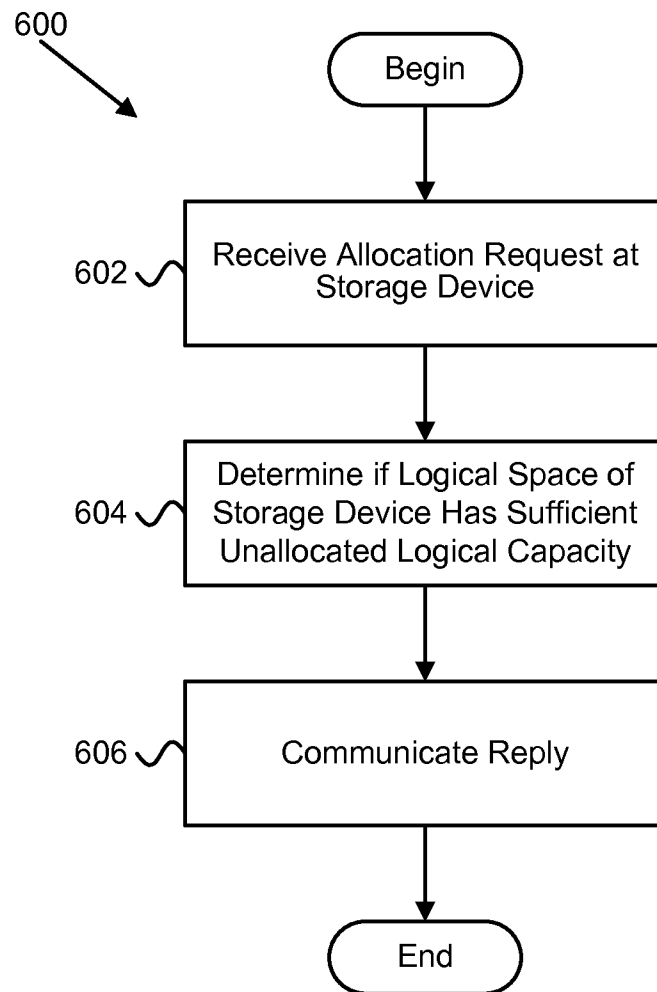 600
Begin
602
Receive Allocation Request at
Storage Device
604
Determine if Logical Space of
Storage Device Has Sufficient
Unallocated Logical Capacity
606
Communicate Reply
End